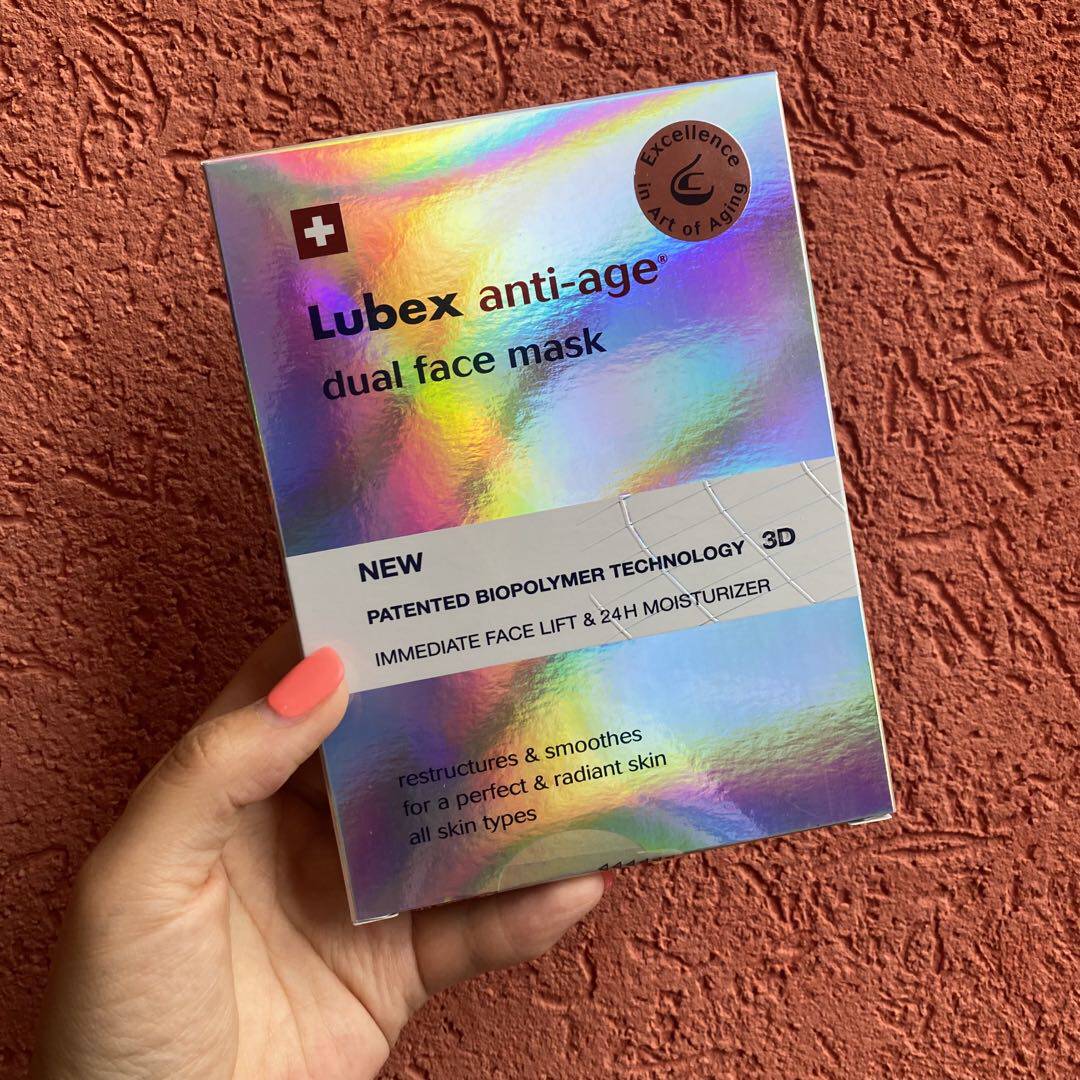 Excellence
in Art of Aging
Lubex anti-age®
dual face mask
NEW
PATENTED BIOPOLYMER TECHNOLOGY 3D
IMMEDIATE FACE LIFT & 24H MOISTURIZER
restructures & smoothes
for a perfect & radiant skin
all skin types